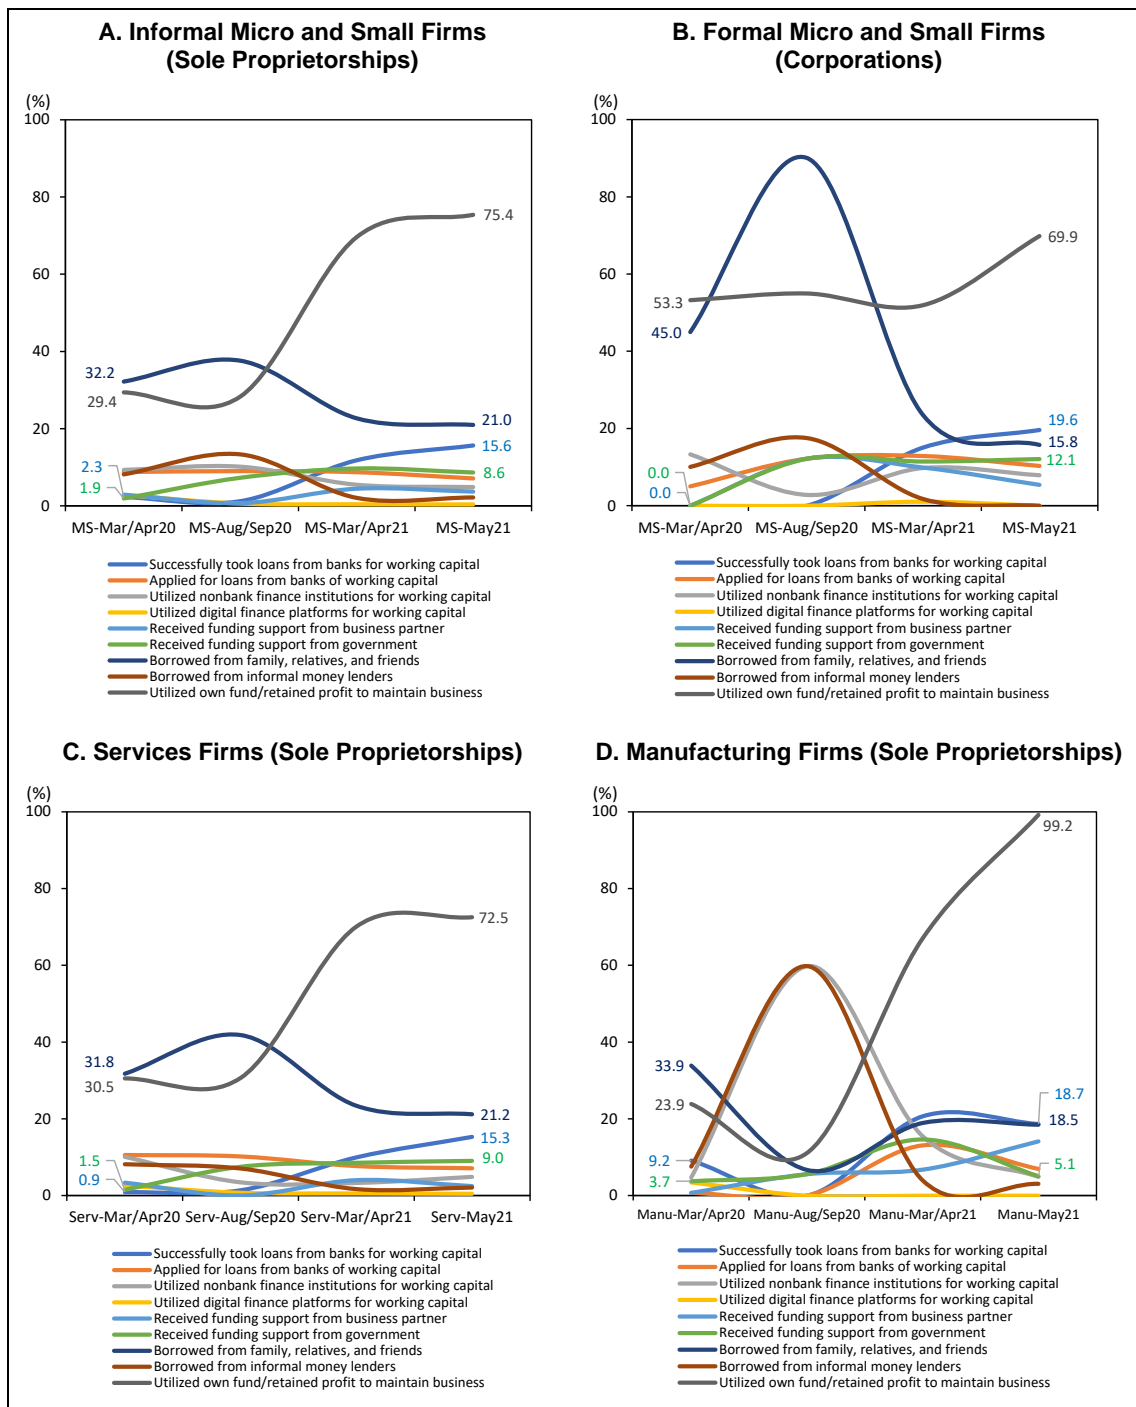 A. Informal Micro and Small Firms
(Sole Proprietorships)
(%)
100
80
60
40
20
0
32.2
29.4
2.3
1.9
75.4
21.0
15.6
8.6
MS-Mar/Apr20 MS-Aug/Sep20 MS-Mar/Apr21 MS-May21
Successfully took loans from banks for working capital
Applied for loans from banks of working capital
Utilized nonbank finance institutions for working capital
Utilized digital finance platforms for working capital
Received funding support from business partner
Received funding support from government
Borrowed from family, relatives, and friends
Borrowed from informal money lenders
Utilized own fund/retained profit to maintain business
B. Formal Micro and Small Firms
(Corporations)
(%)
100
80
60
40
20
0
53.3
45.0
0.0
0.0
69.9
19.6
15.8
12.1
MS-Mar/Apr20 MS-Aug/Sep20 MS-Mar/Apr21 MS-May21
Successfully took loans from banks for working capital
Applied for loans from banks of working capital
Utilized nonbank finance institutions for working capital
Utilized digital finance platforms for working capital
Received funding support from business partner
Received funding support from government
Borrowed from family, relatives, and friends
Borrowed from informal money lenders
Utilized own fund/retained profit to maintain business
C. Services Firms (Sole Proprietorships)
(%)
100
80
60
40
20
0
31.8
30.5
1.5
0.9
72.5
21.2
15.3
9.0
Serv-Mar/Apr20 Serv-Aug/Sep20 Serv-Mar/Apr21 Serv-May21
Successfully took loans from banks for working capital
Applied for loans from banks of working capital
Utilized nonbank finance institutions for working capital
Utilized digital finance platforms for working capital
Received funding support from business partner
Received funding support from government
Borrowed from family, relatives, and friends
Borrowed from informal money lenders
Utilized own fund/retained profit to maintain business
D. Manufacturing Firms (Sole Proprietorships)
(%)
100
80
60
40
20
0
33.9
23.9
9.2
3.7
99.2
18.7
18.5
5.1
Manu-Mar/Apr20 Manu-Aug/Sep20 Manu-Mar/Apr21 Manu-May21
Successfully took loans from banks for working capital
Applied for loans from banks of working capital
Utilized nonbank finance institutions for working capital
Utilized digital finance platforms for working capital
Received funding support from business partner
Received funding support from government
Borrowed from family, relatives, and friends
Borrowed from informal money lenders
Utilized own fund/retained profit to maintain business